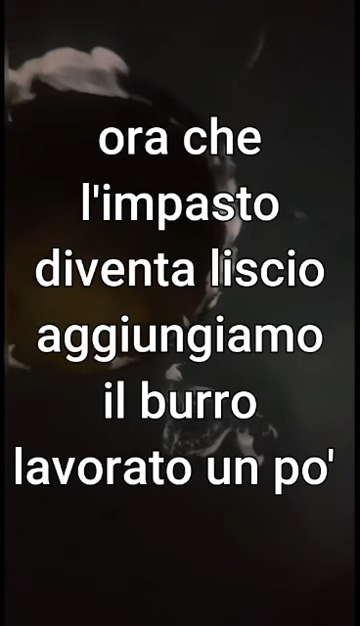 ora che
l'impasto
diventa liscio
aggiungiamo
il burro
lavorato un po'